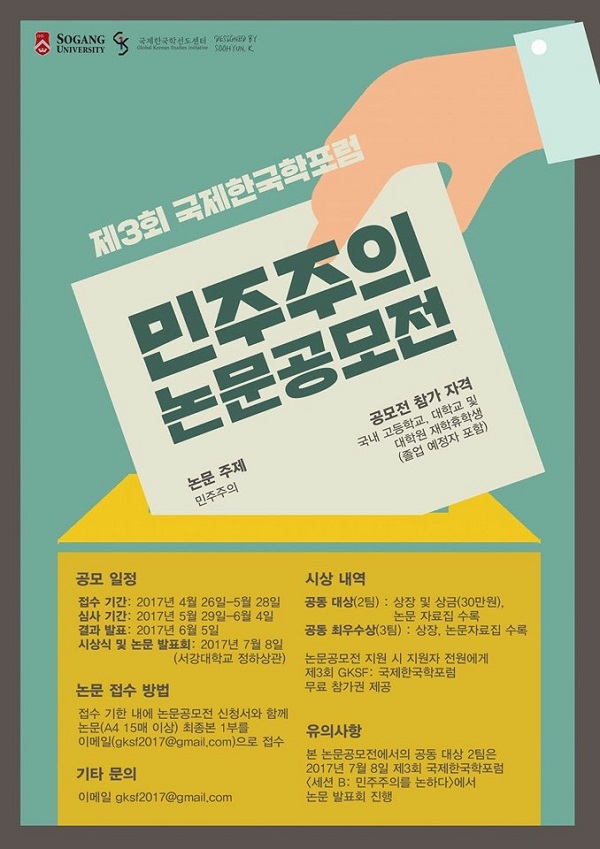 SOGANG
UNIVERSITY
국제한국학선도센터
Global Korean Studies Initiative
DESIGNED BY
SOOHYUN, K.
제3회 국제한국학포럼
민주주의
논문공모전
공모전 참가 자격
국내 고등학교, 대학교 및
대학원 재학휴학생
(졸업 예정자 포함)
논문 주제
민주주의
공모 일정
접수 기간: 2017년 4월 26일–5월 28일
심사 기간: 2017년 5월 29일–6월 4일
결과 발표: 2017년 6월 5일
시상식 및 논문 발표회: 2017년 7월 8일
(서강대학교 정하상관)
논문 접수 방법
접수 기한 내에 논문공모전 신청서와 함께
논문(A4 15매 이상) 최종본 1부를
이메일(gksf2017@gmail.com)으로 접수
기타 문의
이메일 gksf2017@gmail.com
시상 내역
공동 대상(2팀) : 상장 및 상금(30만원),
논문 자료집 수록
공동 최우수상(3팀) : 상장, 논문자료집 수록
논문공모전 지원 시 지원자 전원에게
제3회 GKSF: 국제한국학포럼
무료 참가권 제공
유의사항
본 논문공모전에서의 공동 대상 2팀은
2017년 7월 8일 제3회 국제한국학포럼
〈세션 B: 민주주의를 논하다〉에서
논문 발표회 진행